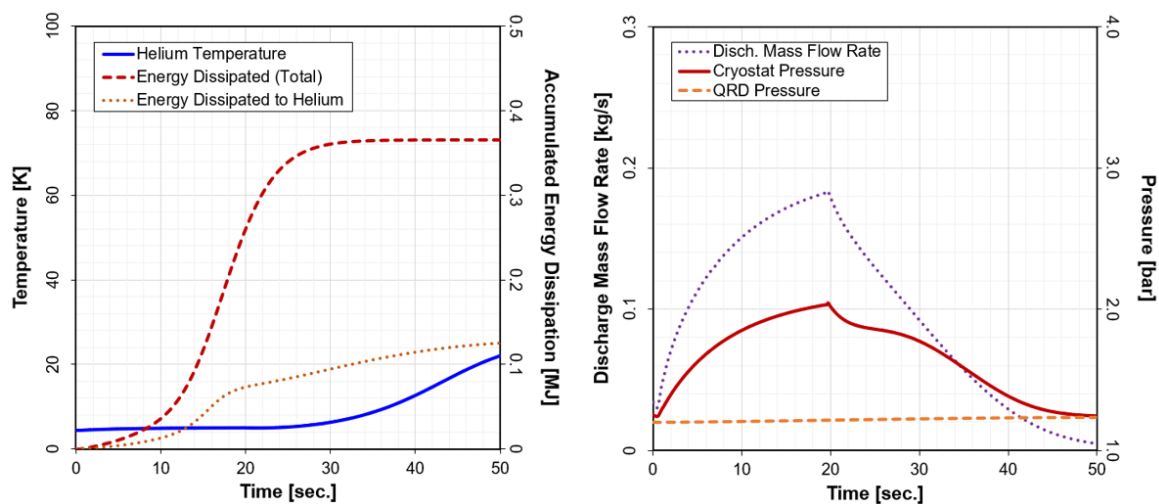 100
80
60
40
20
0
Temperature [K]
Helium Temperature
Energy Dissipated (Total)
Energy Dissipated to Helium
0.5
0.4
0.3
0.2
0.1
0
Accumulated Energy Dissipation [MJ]
0 10 20 30 40 50
Time [sec.]
0.3
0.2
0.1
0
Discharge Mass Flow Rate [kg/s]
Disch. Mass Flow Rate
Cryostat Pressure
QRD Pressure
4.0
3.0
2.0
1.0
Pressure [bar]
0 10 20 30 40 50
Time [sec.]